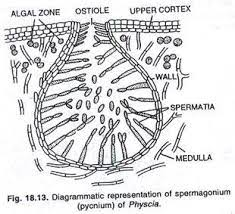 ALGAL ZONE OSTIOLE UPPER CORTEX
WALL
SPERMATIA
MEDULLA
Fig. 18.13. Diagrammatic representation of spermagonium
(pycnium) of Physcia.